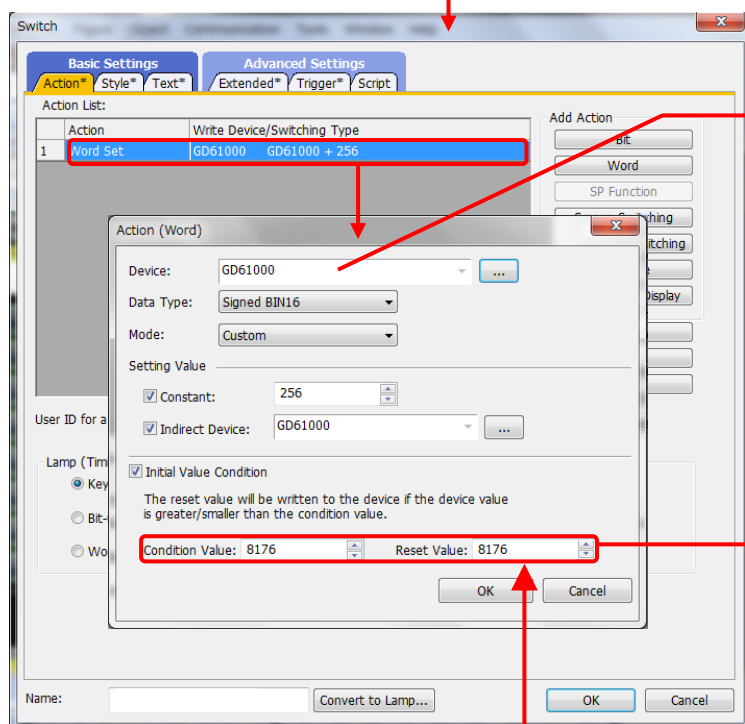 Switch
Basic Settings
Advanced Settings
Action*
Style*
Text*
Extended*
Trigger*
Script
Action List:
Action
Write Device/Switching Type
1
Word Set
GD61000 GD61000 + 256
Add Action
Bit
Word
SP Function
Action (Word)
Device:
GD61000
...
Data Type:
Signed BIN16
Mode:
Custom
Setting Value
Constant:
256
Indirect Device:
GD61000
...
Initial Value Condition
The reset value will be written to the device if the device value
is greater/smaller than the condition value.
Condition Value: 8176
Reset Value: 8176
OK
Cancel
User ID for a
Lamp (Tim
Key
Bit-
Wo
Name:
Convert to Lamp...
OK
Cancel